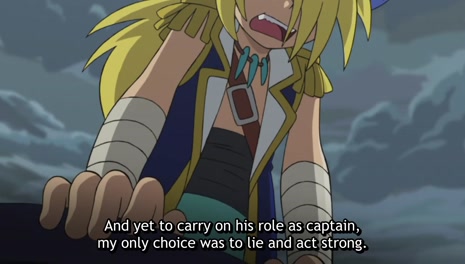 And yet to carry on his role as captain,
my only choice was to lie and act strong.